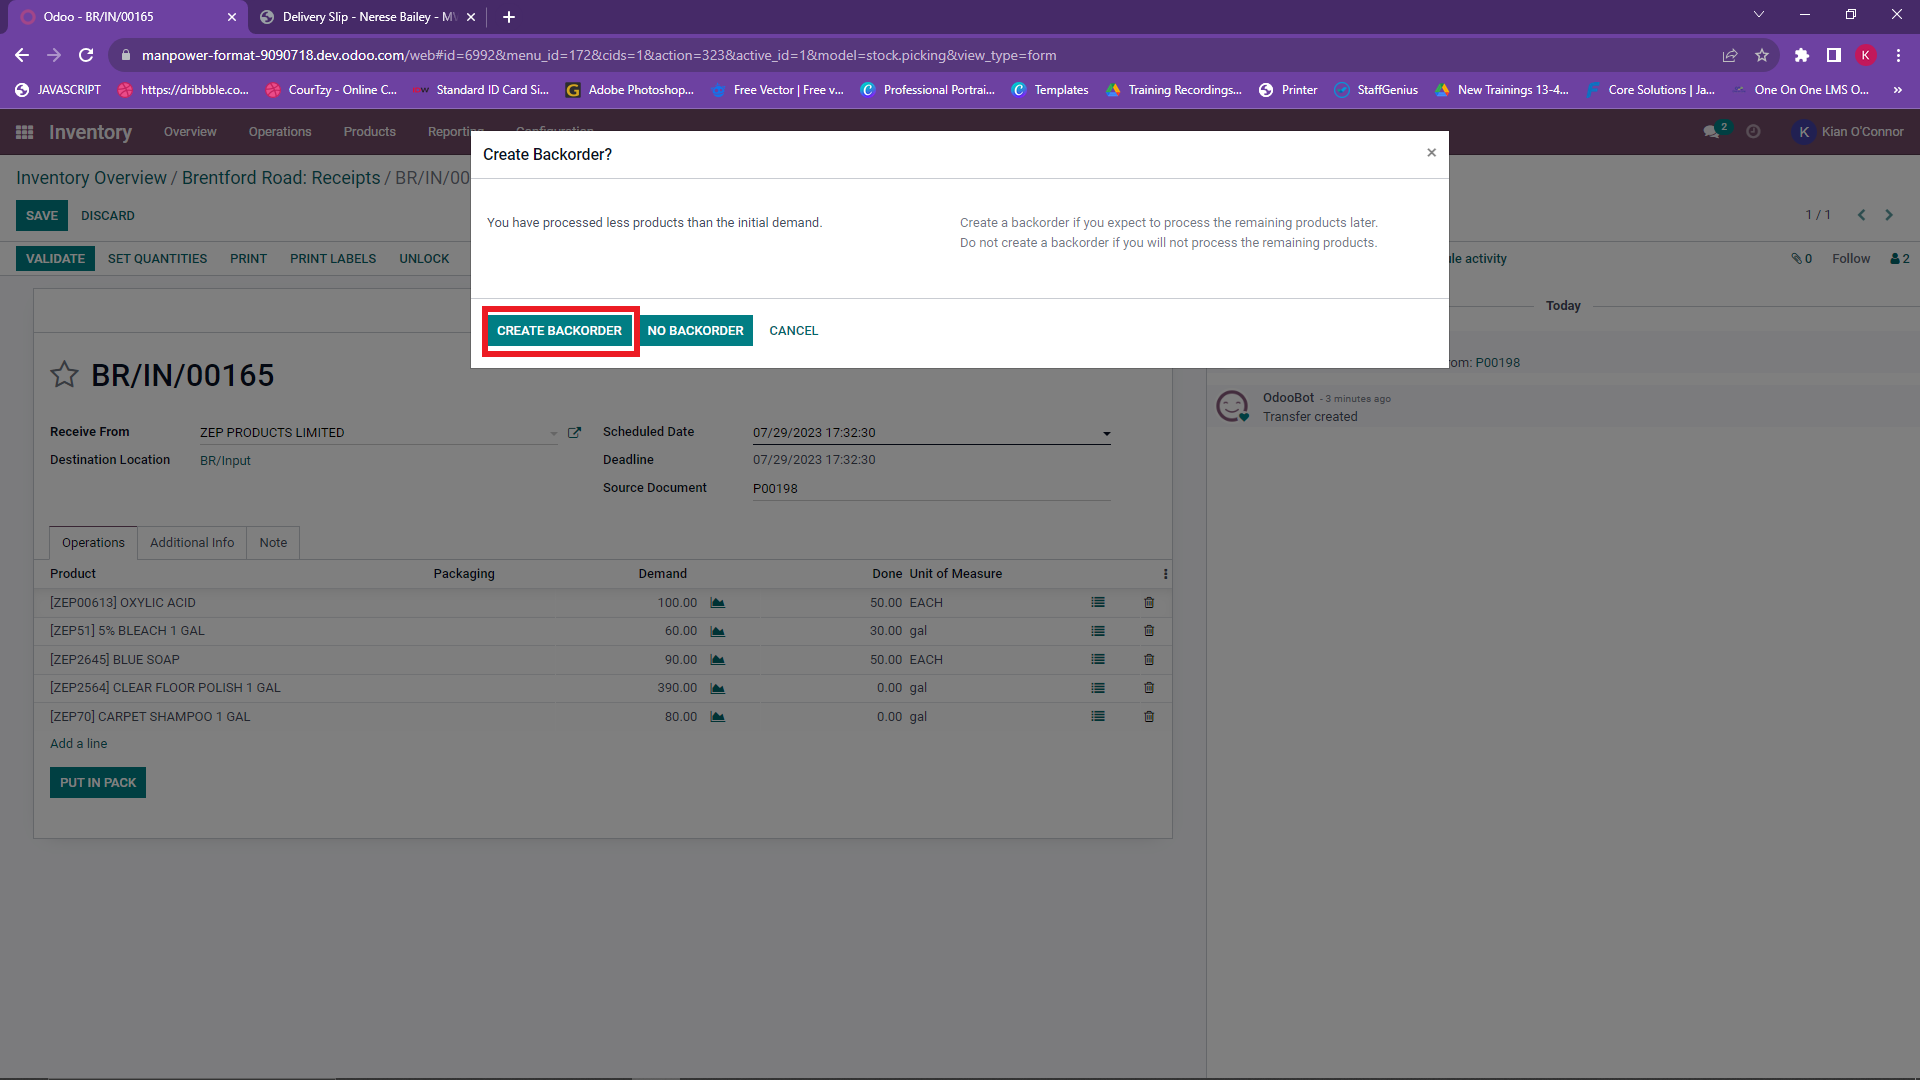 Odoo - BR/IN/00165
Delivery Slip - Nerese Bailey - M
manpower-format-9090718.dev.odoo.com/web#id=6992&menu_id=172&cids=1&action=323&active_id=1&model=stock.picking&view_type=form
K
JAVASCRIPT https://dribbble.co... CourTzy - Online C... Standard ID Card Si... Adobe Photoshop... Free Vector | Free v... Professional Portrai... Templates Training Recordings... Printer StaffGenius New Trainings 13-4... Core Solutions | Ja... One On One LMS O... »
Inventory Overview Operations Products Reporting Configuration 2 K Kian O'Connor
Create Backorder?
Inventory Overview / Brentford Road: Receipts / BR/IN/00
SAVE DISCARD
1 / 1
You have processed less products than the initial demand.
Create a backorder if you expect to process the remaining products later.
Do not create a backorder if you will not process the remaining products.
VALIDATE SET QUANTITIES PRINT PRINT LABELS UNLOCK
le activity 0 Follow 2
Today
CREATE BACKORDER NO BACKORDER CANCEL
om: P00198
BR/IN/00165
OdooBot - 3 minutes ago
Transfer created
Receive From ZEP PRODUCTS LIMITED Scheduled Date 07/29/2023 17:32:30
Destination Location BR/Input Deadline 07/29/2023 17:32:30
Source Document P00198
Operations Additional Info Note
Product Packaging Demand Done Unit of Measure
[ZEP00613] OXYLIC ACID 100.00 50.00 EACH
[ZEP51] 5% BLEACH 1 GAL 60.00 30.00 gal
[ZEP2645] BLUE SOAP 90.00 50.00 EACH
[ZEP2564] CLEAR FLOOR POLISH 1 GAL 390.00 0.00 gal
[ZEP70] CARPET SHAMPOO 1 GAL 80.00 0.00 gal
Add a line
PUT IN PACK